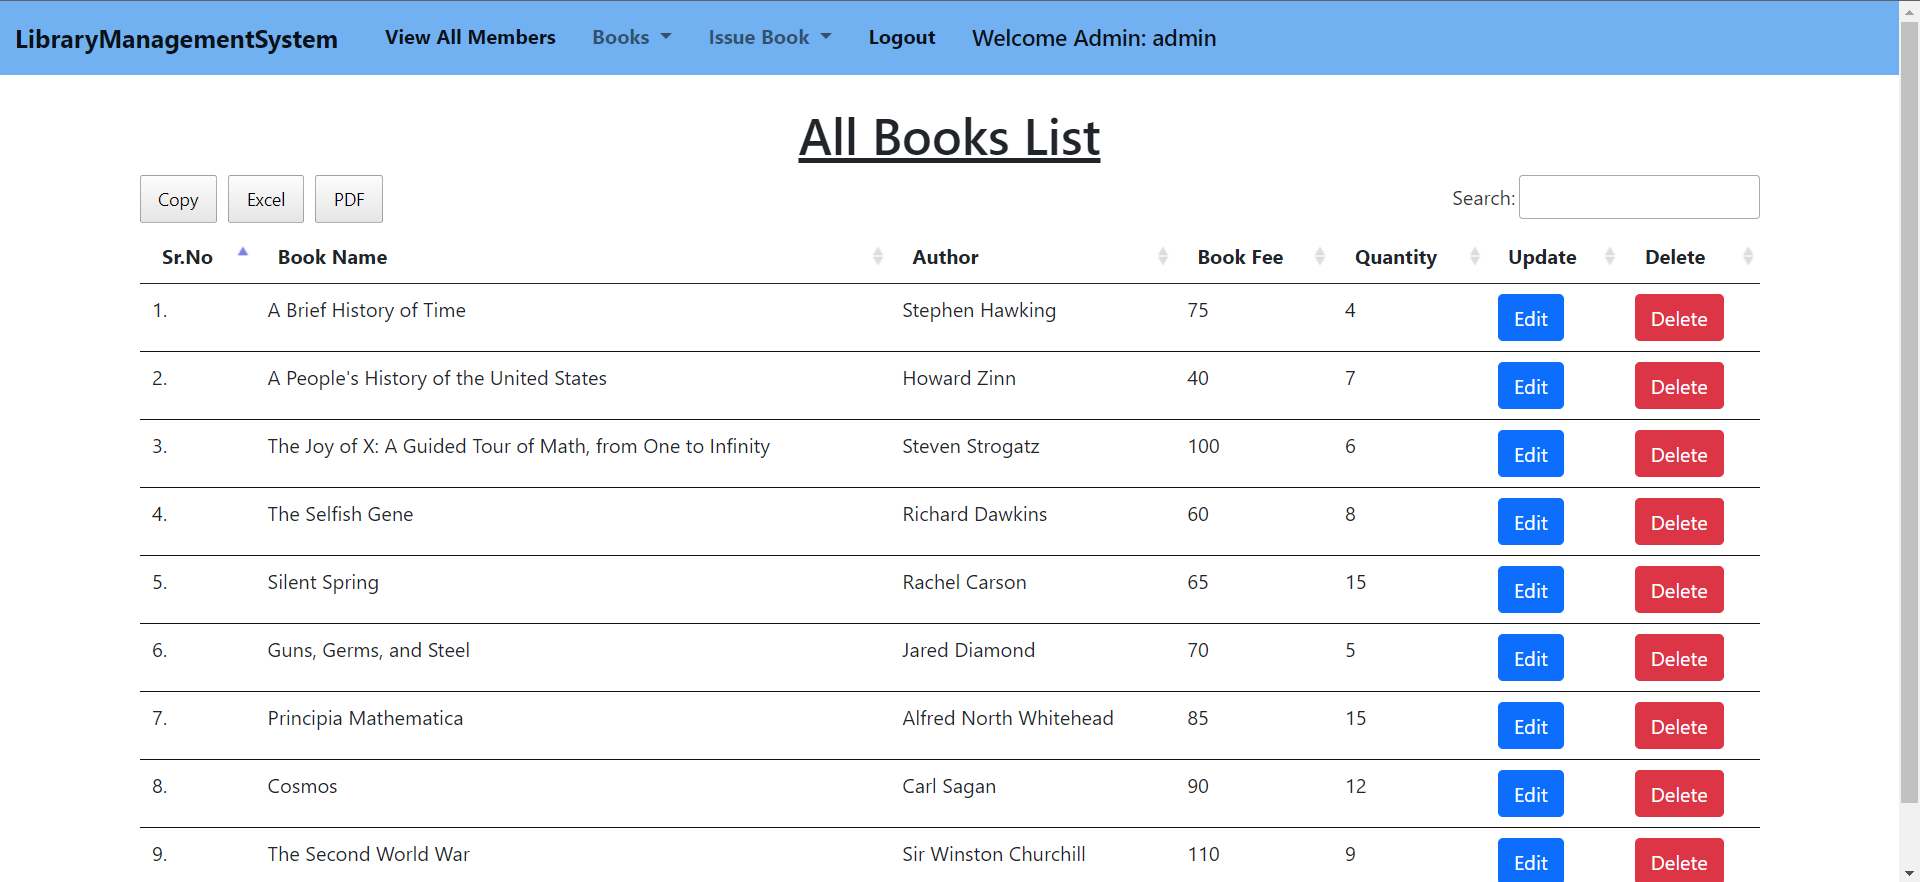 LibraryManagementSystem View All Members Books Issue Book Logout Welcome Admin: admin
All Books List
Copy Excel PDF Search:
Sr.No Book Name Author Book Fee Quantity Update Delete
1. A Brief History of Time Stephen Hawking 75 4 Edit Delete
2. A People's History of the United States Howard Zinn 40 7 Edit Delete
3. The Joy of X: A Guided Tour of Math, from One to Infinity Steven Strogatz 100 6 Edit Delete
4. The Selfish Gene Richard Dawkins 60 8 Edit Delete
5. Silent Spring Rachel Carson 65 15 Edit Delete
6. Guns, Germs, and Steel Jared Diamond 70 5 Edit Delete
7. Principia Mathematica Alfred North Whitehead 85 15 Edit Delete
8. Cosmos Carl Sagan 90 12 Edit Delete
9. The Second World War Sir Winston Churchill 110 9 Edit Delete